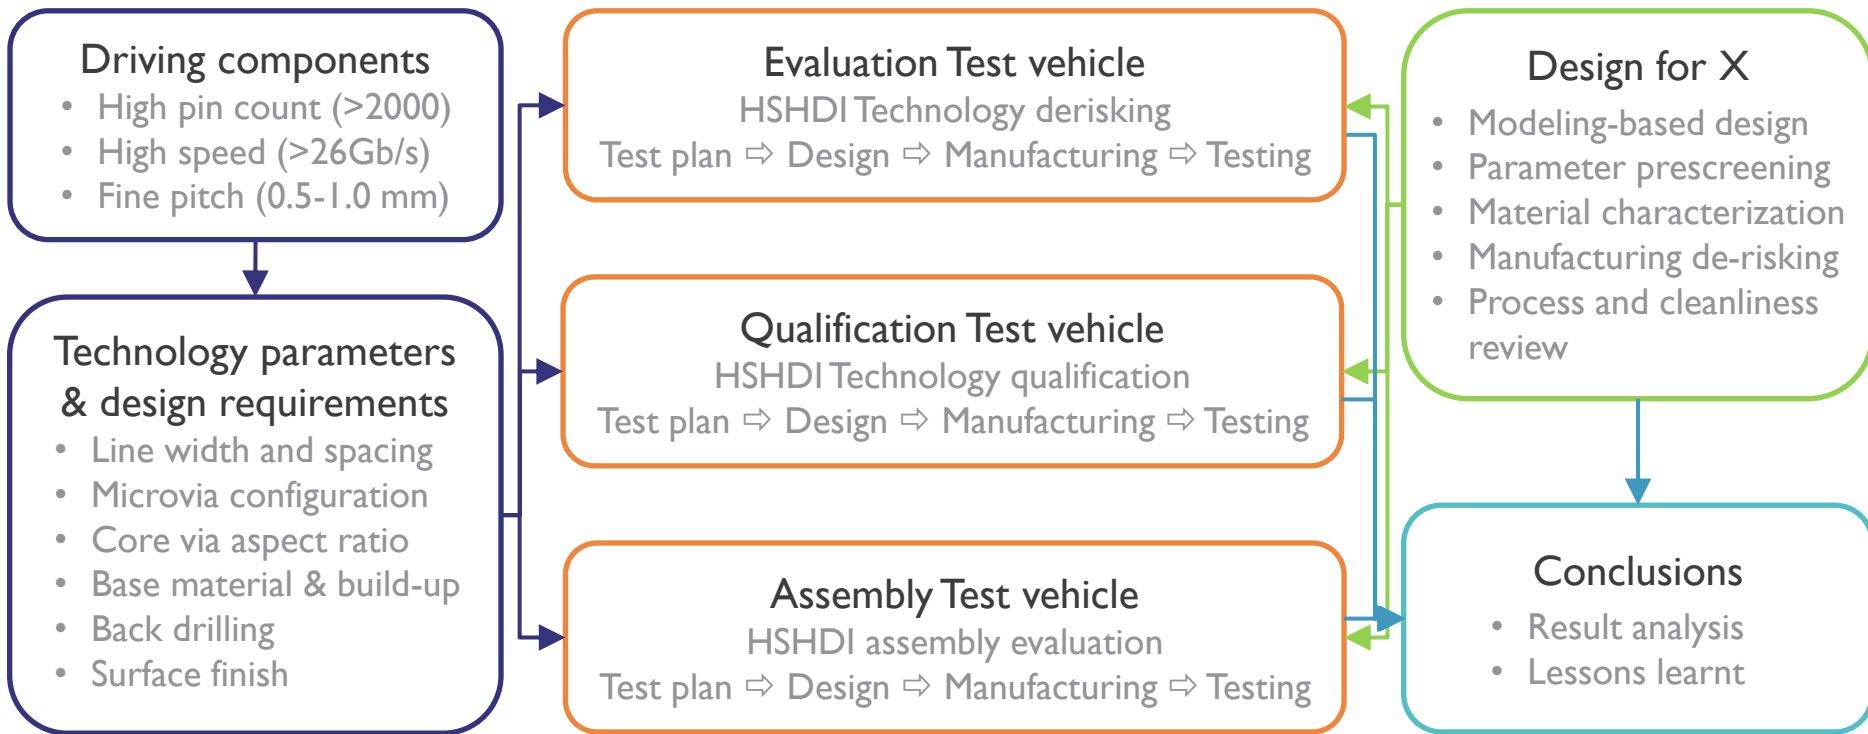 Driving components
• High pin count (>2000)
• High speed (>26Gb/s)
• Fine pitch (0.5-1.0 mm)
Technology parameters
& design requirements
• Line width and spacing
• Microvia configuration
• Core via aspect ratio
• Base material & build-up
• Back drilling
• Surface finish
Evaluation Test vehicle
HSHDI Technology derisking
Test plan ⇨ Design ⇨ Manufacturing ⇨ Testing
Qualification Test vehicle
HSHDI Technology qualification
Test plan ⇨ Design ⇨ Manufacturing ⇨ Testing
Assembly Test vehicle
HSHDI assembly evaluation
Test plan ⇨ Design ⇨ Manufacturing ⇨ Testing
Design for X
• Modeling-based design
• Parameter prescreening
• Material characterization
• Manufacturing de-risking
• Process and cleanliness
review
Conclusions
• Result analysis
• Lessons learnt